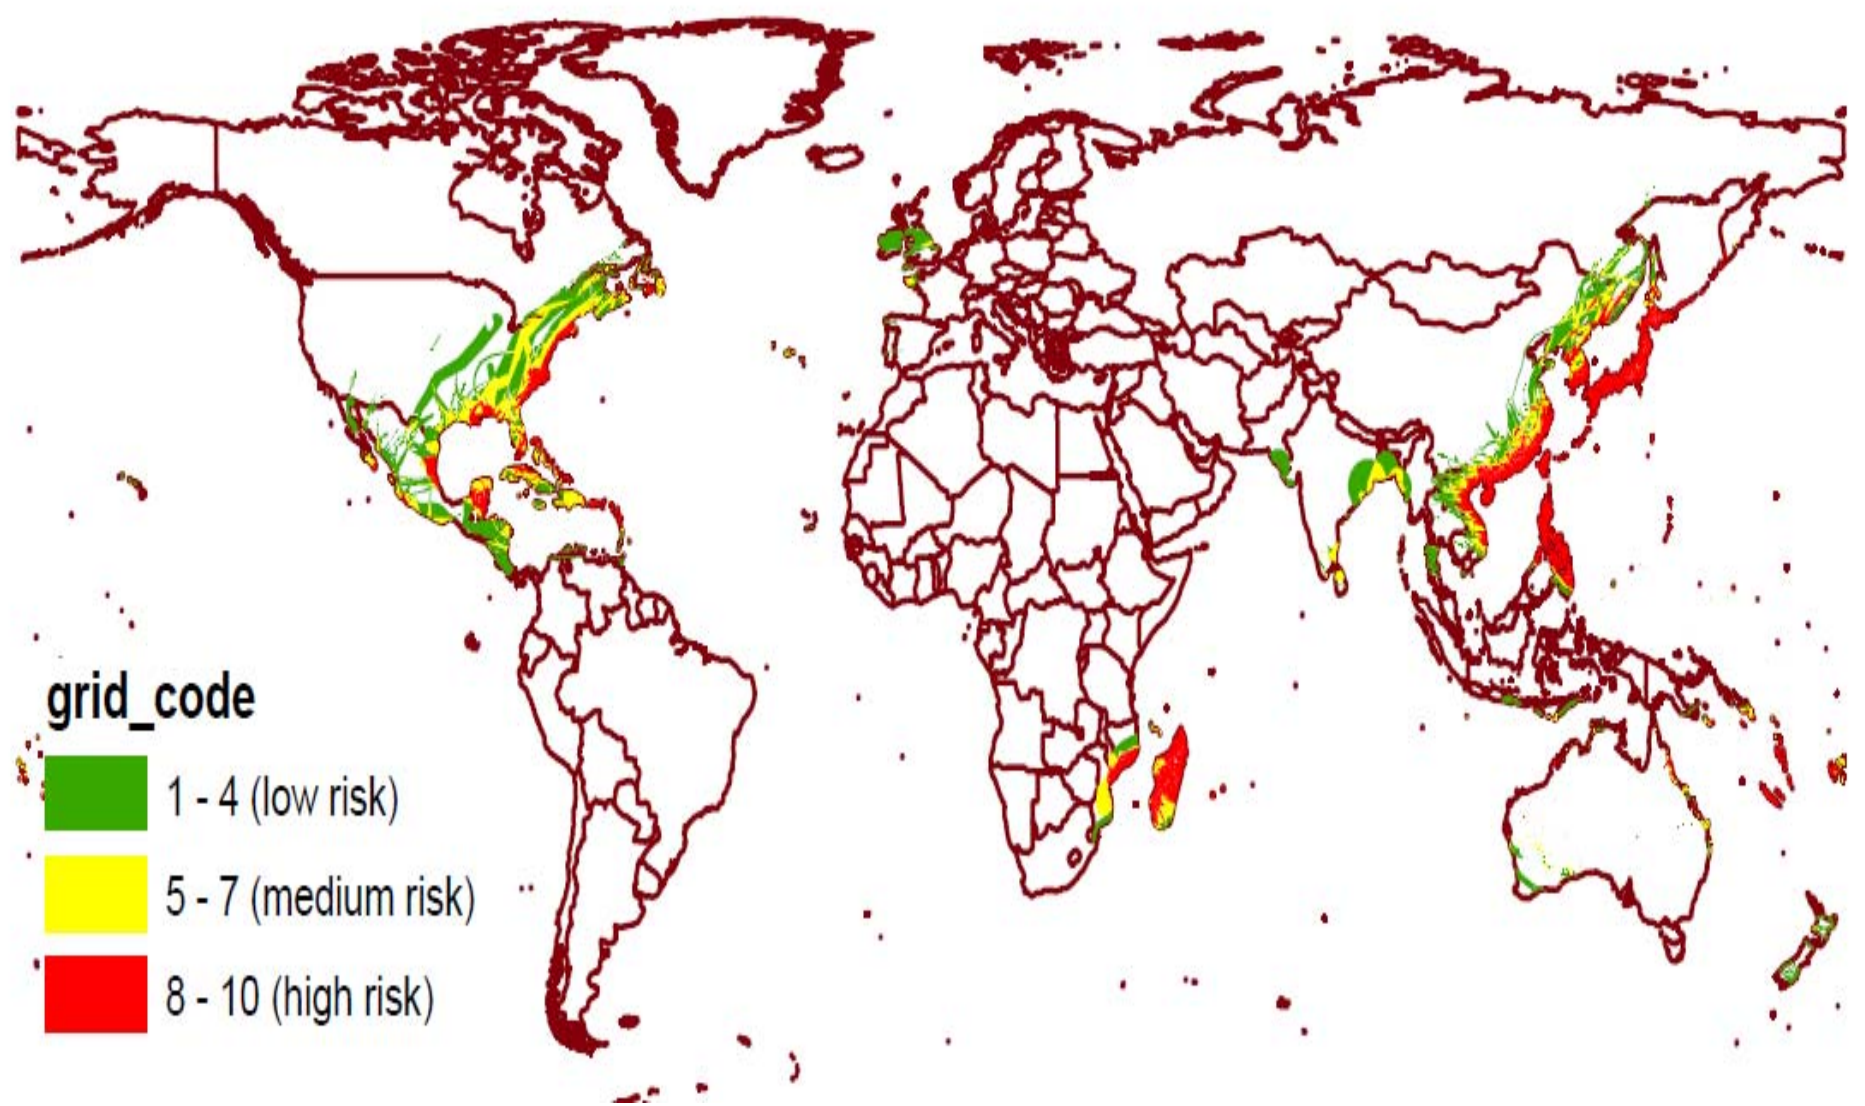 grid_code
1 - 4 (low risk)
5 - 7 (medium risk)
8 - 10 (high risk)